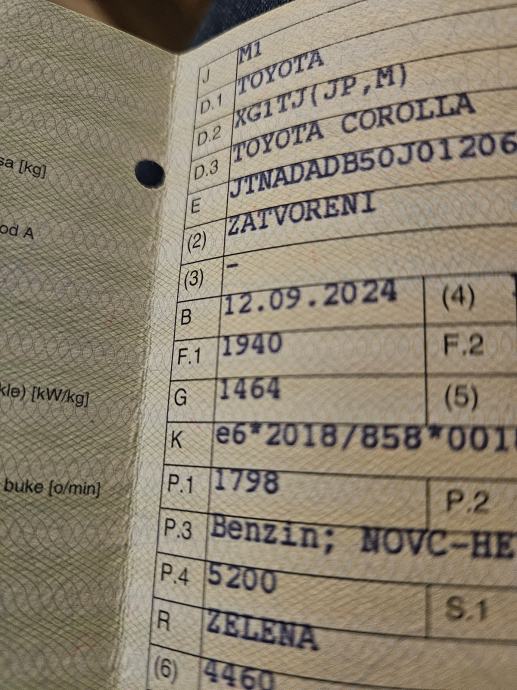 J M1
D.1 TOYOTA
D.2 XG1TJ(JP,M)
D.3 TOYOTA COROLLA
E JTNADADB50J01206
(2) ZATVORENI
(3) -
B 12.09.2024 (4)
F.1 1940 F.2
G 1464 (5)
K e6*2018/858*001
P.1 1798 P.2
P.3 Benzin; NOVC-HE
P.4 5200 S.1
R ZELENA
(6) 4460
[kg]
od A
[kW/kg]
buke [o/min]